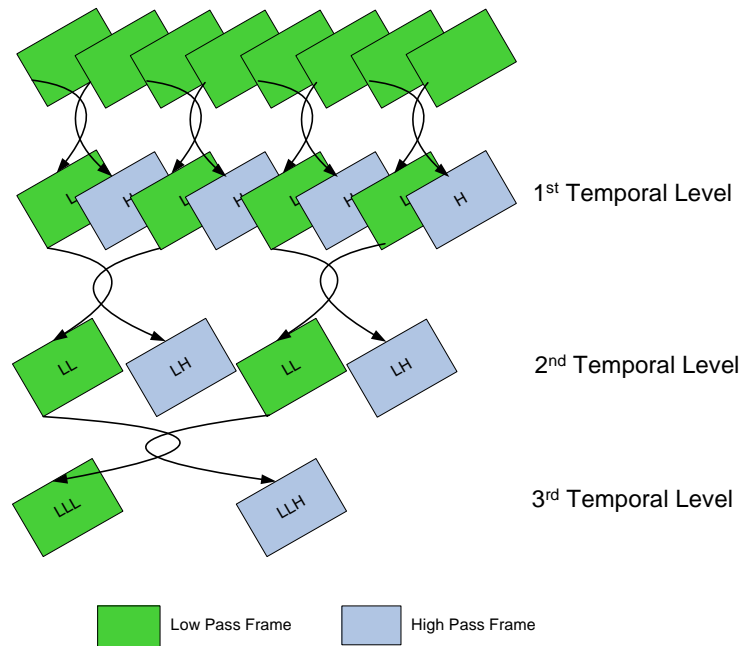 L H L H L H L H
1st Temporal Level
LL LH LL LH
2nd Temporal Level
LLL LLH
3rd Temporal Level
Low Pass Frame High Pass Frame